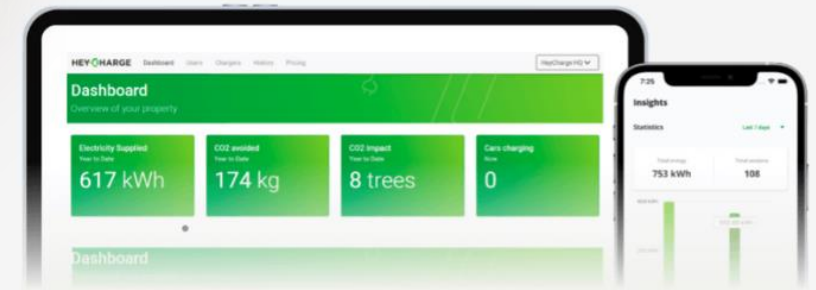 HEYCHARGE Dashboard Users Chargers History Pricing HeyCharge HQ
Dashboard
Overview of your property
Electricity Supplied
Year to Date
617 kWh
CO2 avoided
Year to Date
174 kg
CO2 impact
Year to Date
8 trees
Cars charging
Now
0
Dashboard
7:25
Insights
Statistics Last 7 days
Total energy
753 kWh
Total sessions
108